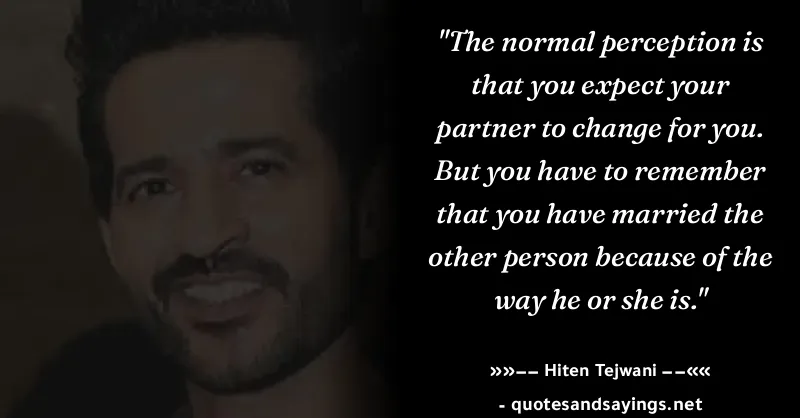 "The normal perception is
that you expect your
partner to change for you.
But you have to remember
that you have married the
other person because of the
way he or she is."
»»−− Hiten Tejwani −−««
- quotesandsayings.net